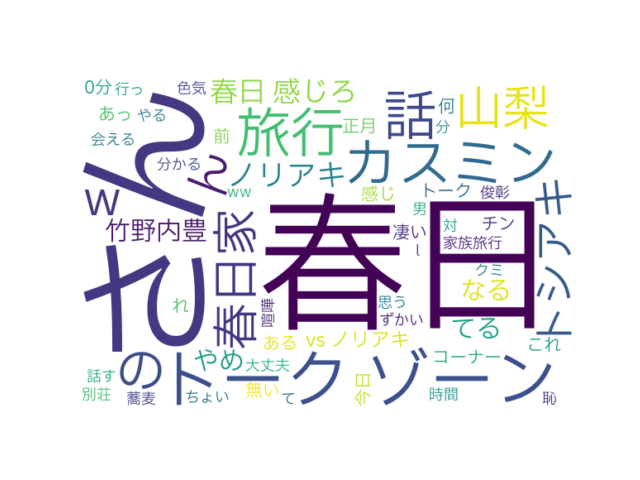 0分 行っ
色気
春日 感じろ
あっ やる
会える
分かる
前
旅行
正月
話
何
分
山梨
さん
ん
W
ノリアキ
ww
カスミン
感じ
トーク
俊彰
男
竹野内豊
春日家
春日
凄い
し
対
チン
家族旅行
クミ
なる
トシアキ
れ
喧嘩
思う
ずかい
てる
これ
ある
vs ノリアキ
コーナー
のトークゾーン
やめ
大丈夫
話す
別荘
蕎麦
ちょい
無い
て
今日
時間
恥